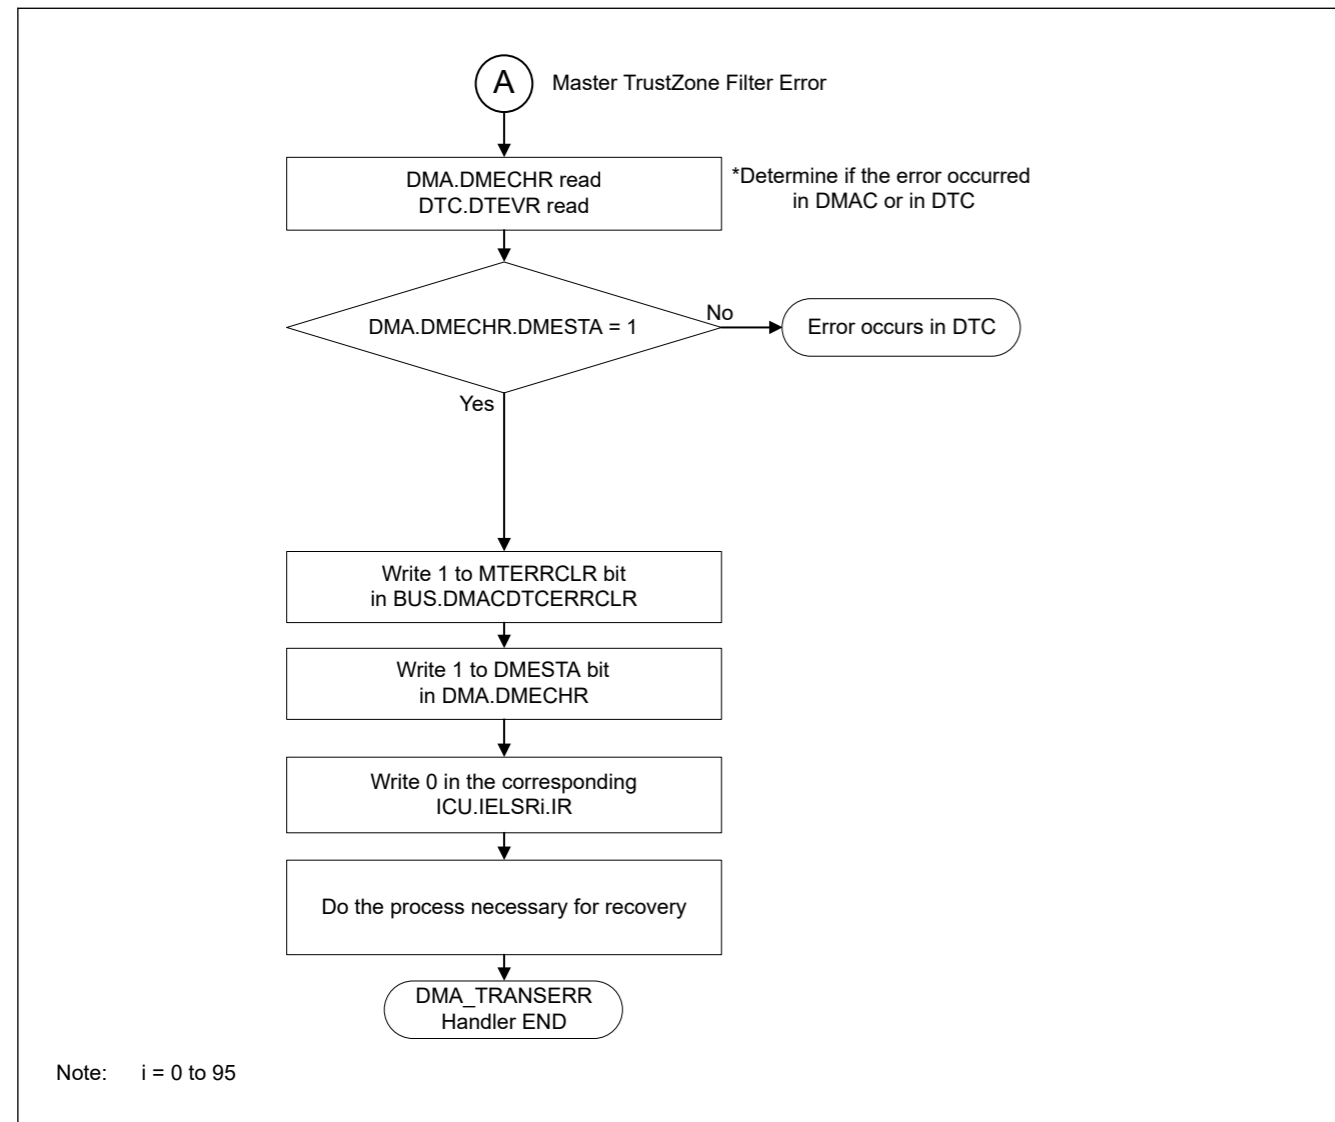 A Master TrustZone Filter Error
DMA.DMECHR read
DTC.DTEVR read
*Determine if the error occurred
in DMAC or in DTC
DMA.DMECHR.DMESTA = 1
No
Error occurs in DTC
Yes
Write 1 to MTERRCLR bit
in BUS.DMACDTCERRCLR
Write 1 to DMESTA bit
in DMA.DMECHR
Write 0 in the corresponding
ICU.IELSRi.IR
Do the process necessary for recovery
DMA_TRANSERR
Handler END
Note: i = 0 to 95